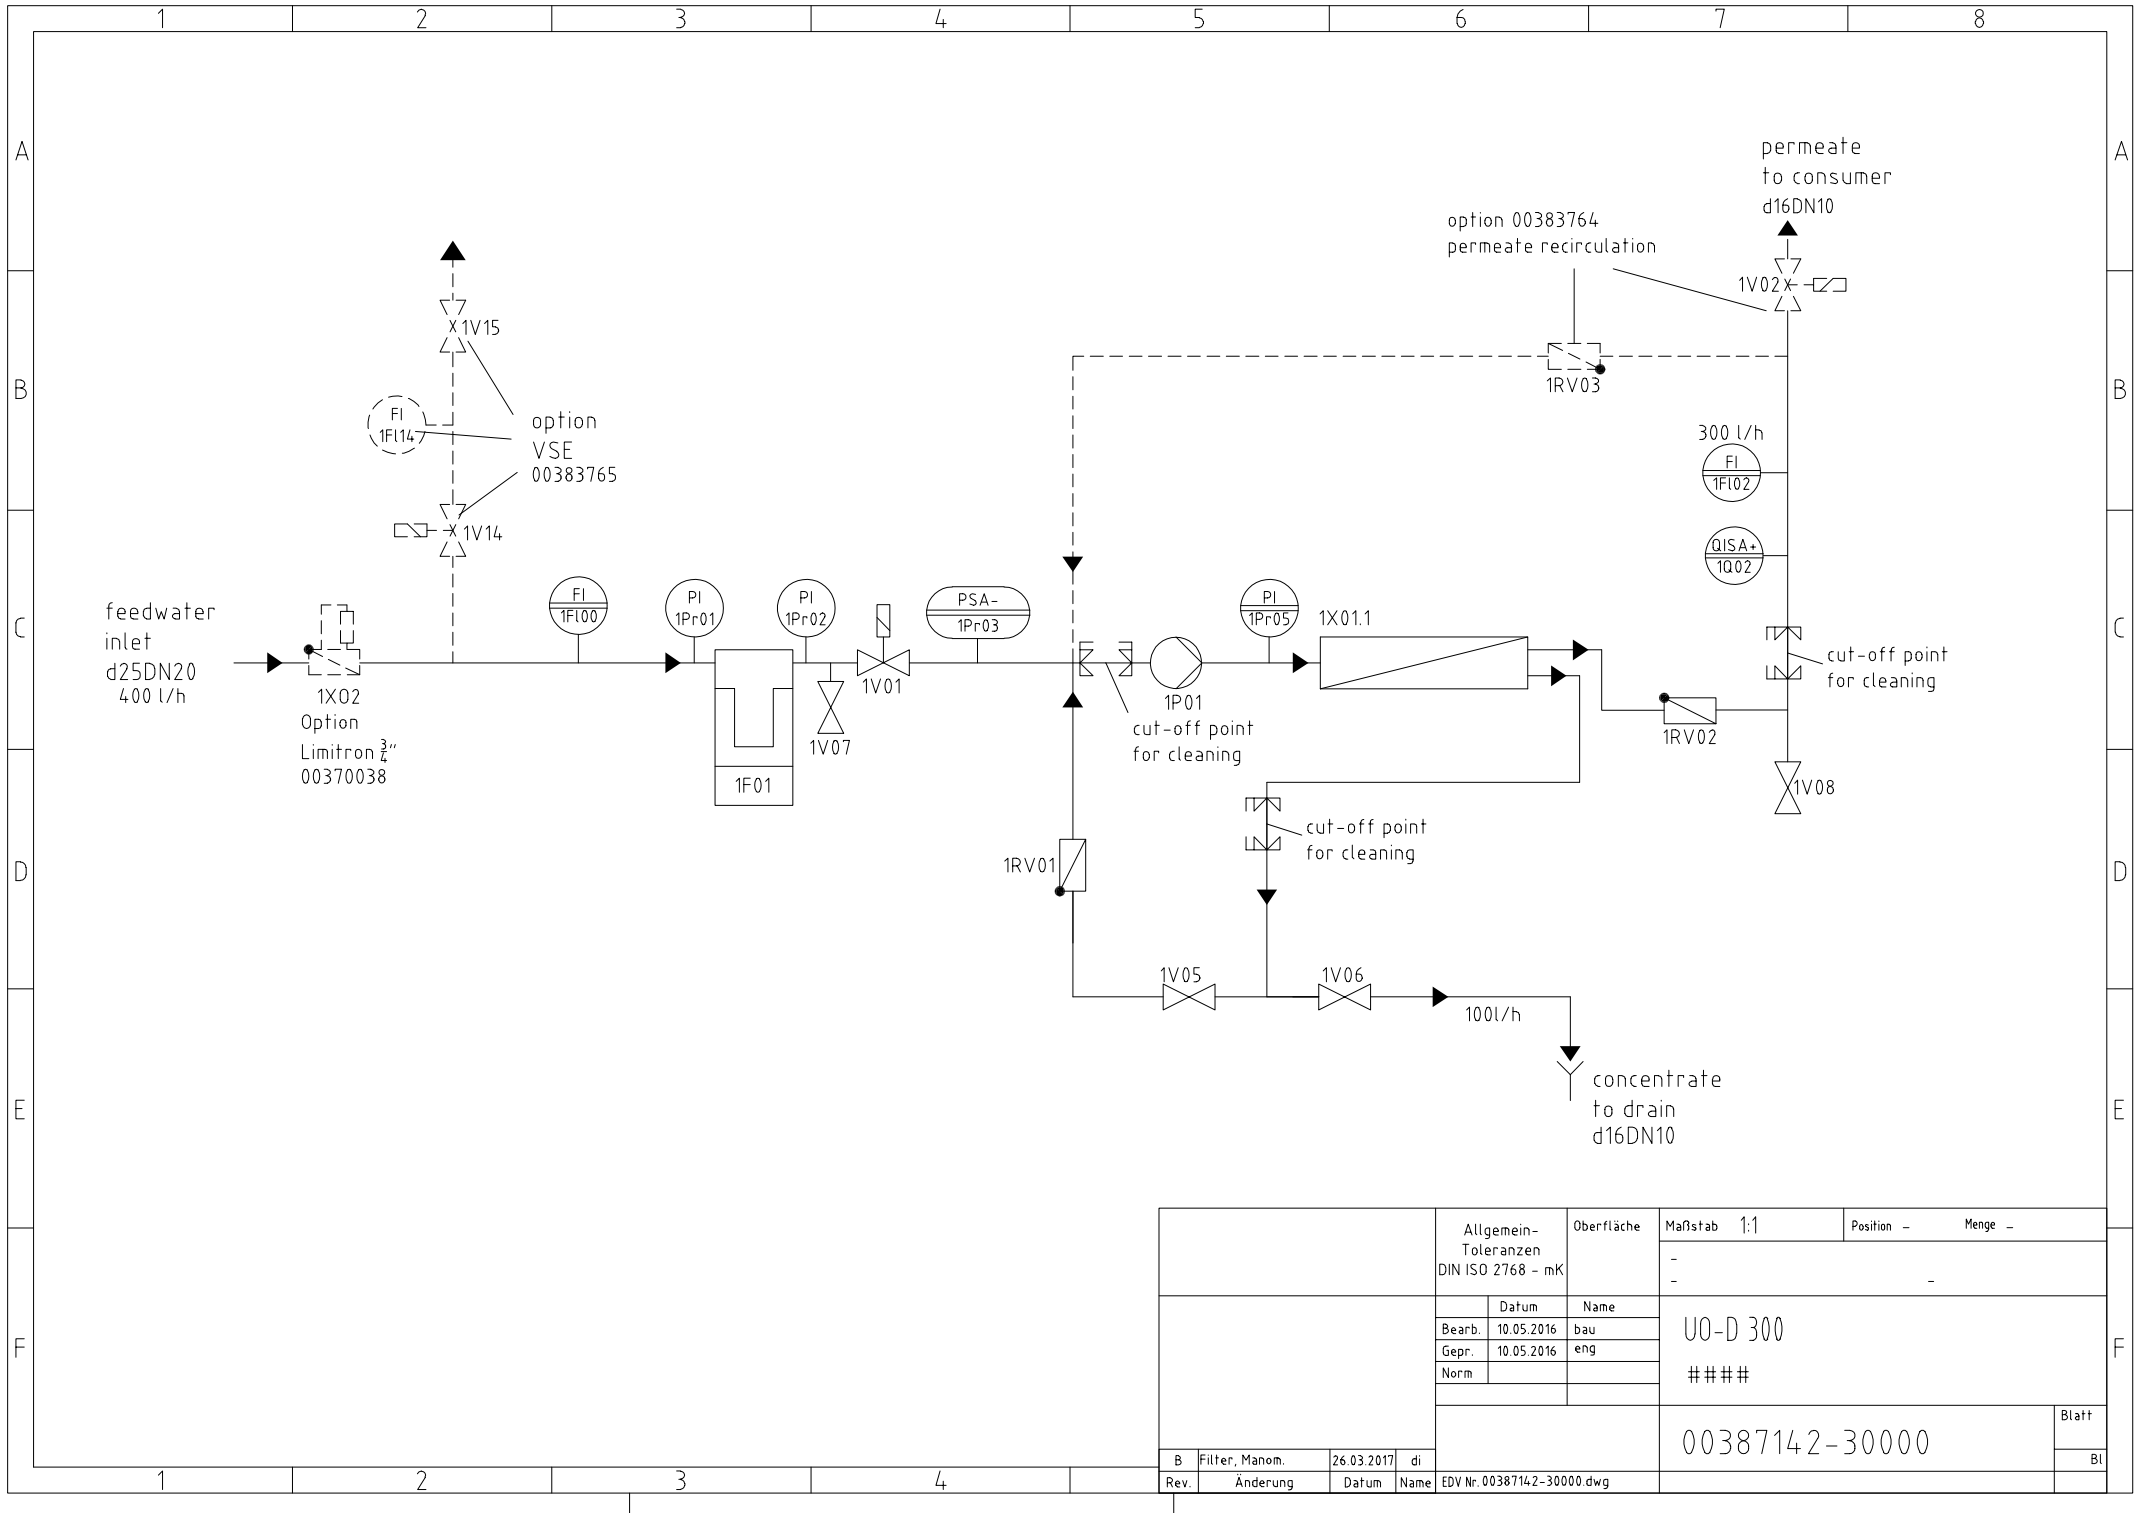 1 2 3 4 5 6 7 8
A A
B B
C C
D D
E E
F F
1 2 3 4
permeate
to consumer
d16DN10
option 00383764
permeate recirculation
1V02
1RV03
1V15
FI
1FL14
option
VSE
00383765
1V14
300 l/h
FI
1FL02
QISA+
1Q02
feedwater
inlet
d25DN20
400 l/h
1X02
Option
Limitron ¾"
00370038
FI
1FL00
PI
1Pr01
PI
1Pr02
1F01
1V07
1V01
PSA-
1Pr03
cut-off point
for cleaning
1P01
PI
1Pr05
1X01.1
1RV02
cut-off point
for cleaning
1V08
cut-off point
for cleaning
1RV01
1V05
1V06
100l/h
concentrate
to drain
d16DN10
Allgemein-
Toleranzen
DIN ISO 2768 - mK
Oberfläche
Maßstab 1:1
Position -
Menge -
-
- -
Datum Name
Bearb. 10.05.2016 bau
Gepr. 10.05.2016 eng
Norm
UO-D 300
####
00387142-30000
Blatt
Bl
B Filter, Manom. 26.03.2017 di
Rev. Änderung Datum Name
EDV Nr. 00387142-30000.dwg